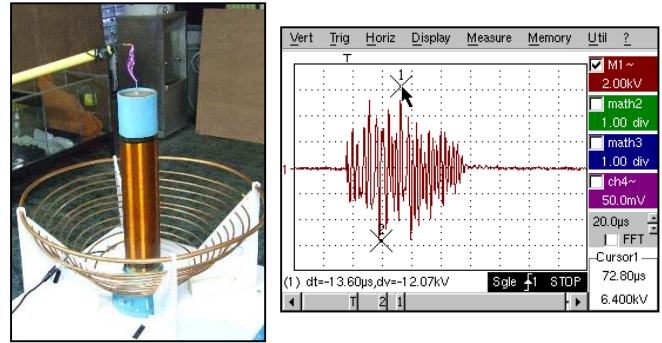 Vert Trig Horiz Display Measure Memory Util ?
T
1
M1~
2.00kV
math2
1.00 div
math3
1.00 div
ch4~
50.0mV
1
2
20.0µs
FFT
Cursor1
72.80µs
6.400kV
(1) dt=-13.60µs,dv=-12.07kV Sgle 1 STOP
T 2 1